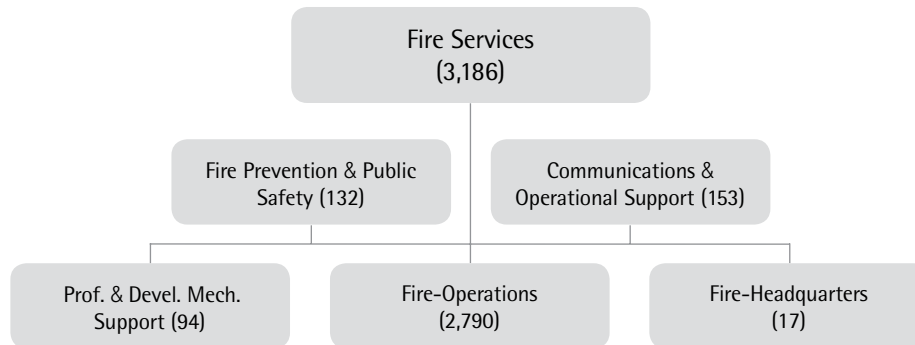 Fire Services
(3,186)
Fire Prevention & Public
Safety (132)
Communications &
Operational Support (153)
Prof. & Devel. Mech.
Support (94)
Fire-Operations
(2,790)
Fire-Headquarters
(17)